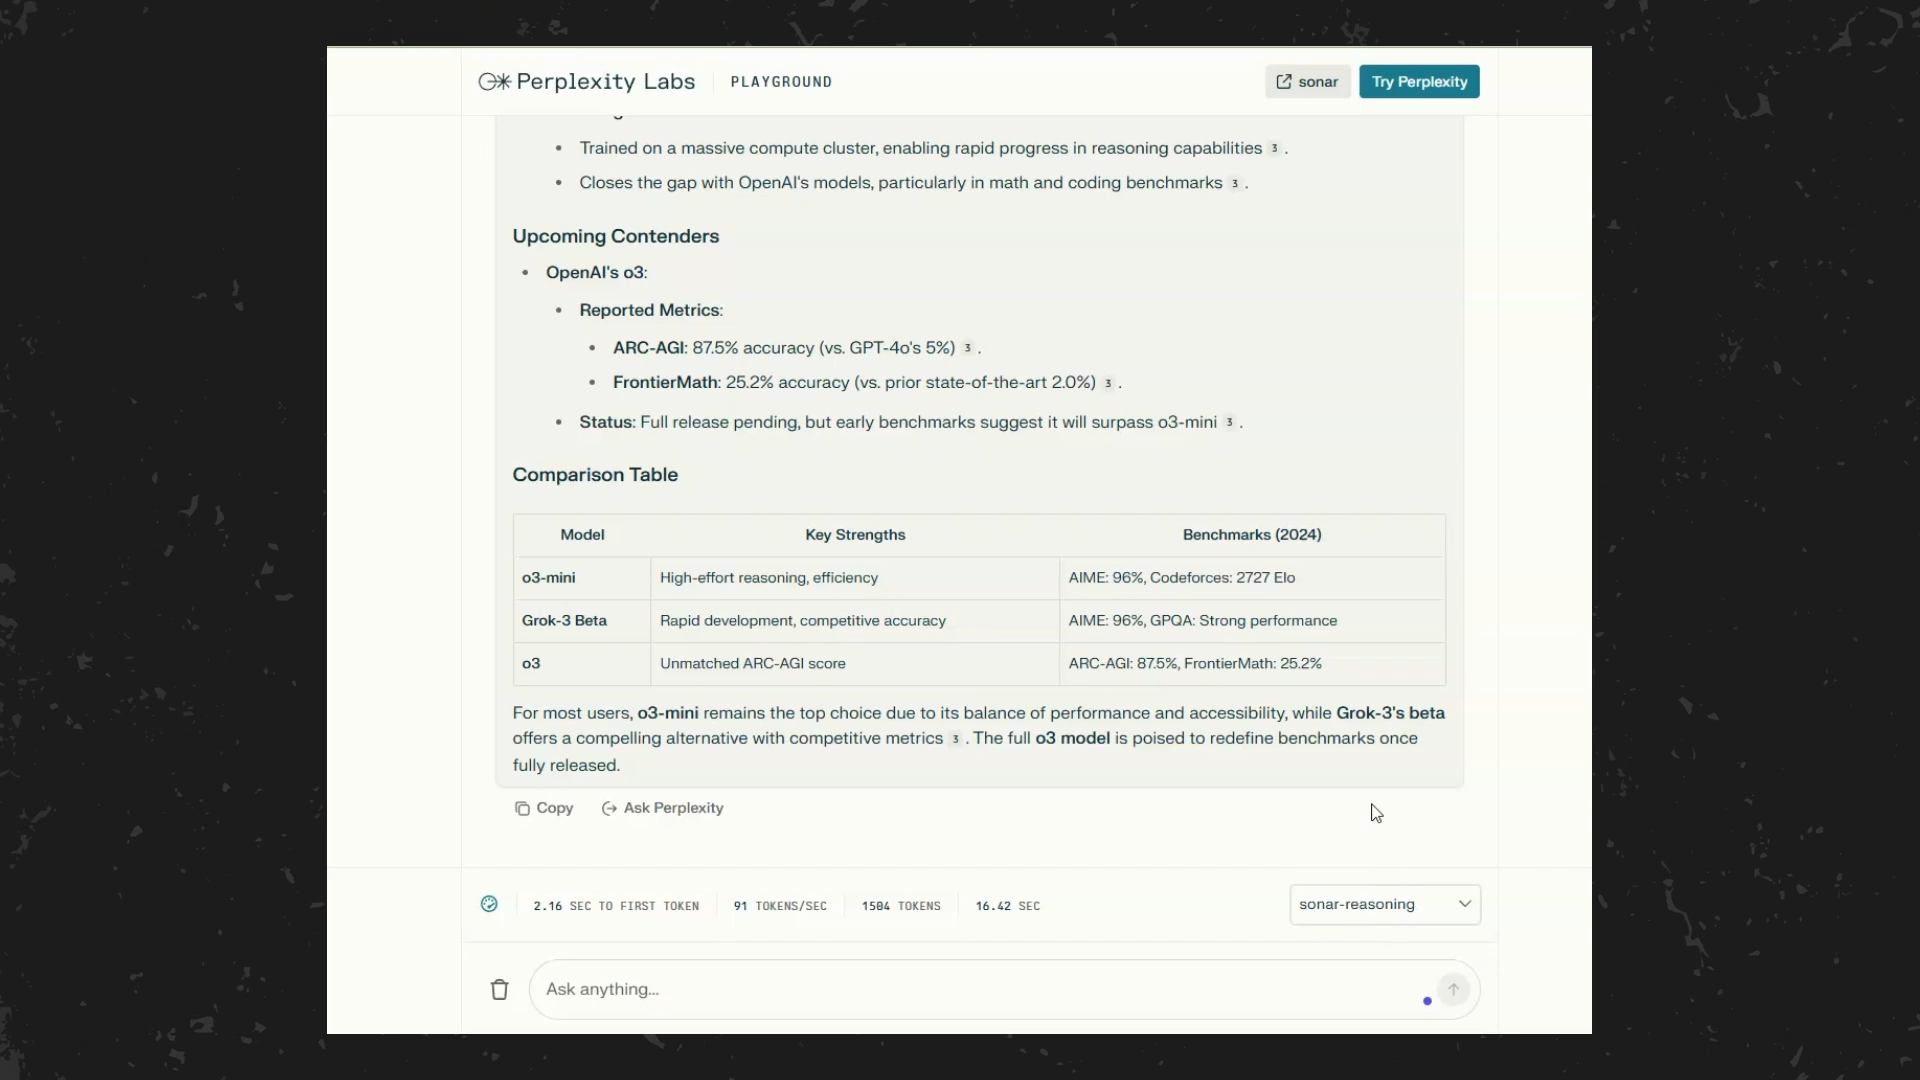 Perplexity Labs PLAYGROUND sonar Try Perplexity
• Trained on a massive compute cluster, enabling rapid progress in reasoning capabilities 3 .
• Closes the gap with OpenAI's models, particularly in math and coding benchmarks 3 .
Upcoming Contenders
• OpenAI's o3:
• Reported Metrics:
• ARC-AGI: 87.5% accuracy (vs. GPT-4o's 5%) 3 .
• FrontierMath: 25.2% accuracy (vs. prior state-of-the-art 2.0%) 3 .
• Status: Full release pending, but early benchmarks suggest it will surpass o3-mini 3 .
Comparison Table
Model Key Strengths Benchmarks (2024)
o3-mini High-effort reasoning, efficiency AIME: 96%, Codeforces: 2727 Elo
Grok-3 Beta Rapid development, competitive accuracy AIME: 96%, GPQA: Strong performance
o3 Unmatched ARC-AGI score ARC-AGI: 87.5%, FrontierMath: 25.2%
For most users, o3-mini remains the top choice due to its balance of performance and accessibility, while Grok-3's beta
offers a compelling alternative with competitive metrics 3 . The full o3 model is poised to redefine benchmarks once
fully released.
Copy Ask Perplexity
2.16 SEC TO FIRST TOKEN 91 TOKENS/SEC 1504 TOKENS 16.42 SEC sonar-reasoning
Ask anything...